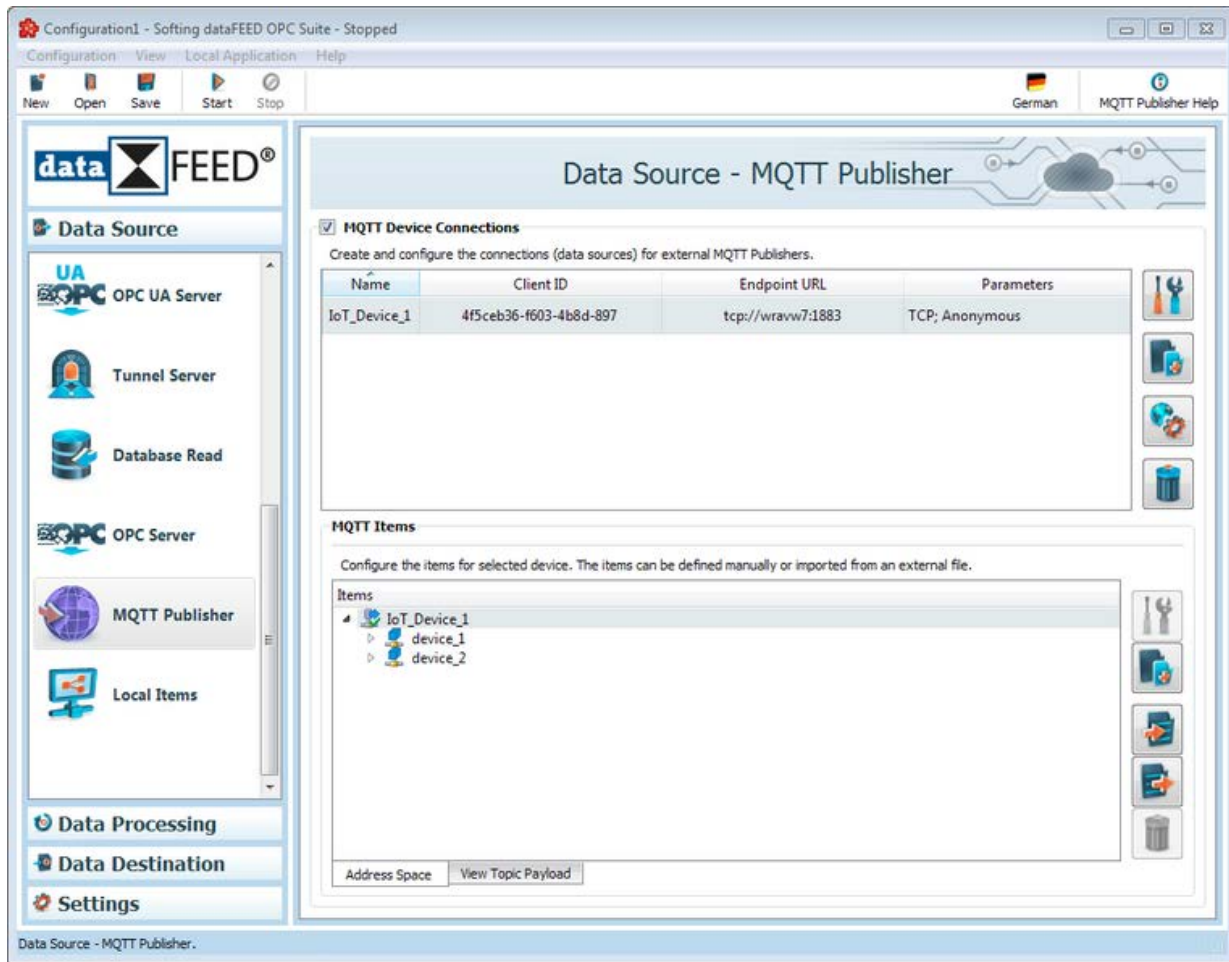 Configuration1 - Softing dataFEED OPC Suite - Stopped
Configuration View Local Application Help
New Open Save Start Stop German MQTT Publisher Help
data FEED®
Data Source
UA
OPC OPC UA Server
Tunnel Server
Database Read
OPC OPC Server
MQTT Publisher
Local Items
Data Processing
Data Destination
Settings
Data Source - MQTT Publisher
MQTT Device Connections
Create and configure the connections (data sources) for external MQTT Publishers.
Name Client ID Endpoint URL Parameters
IoT_Device_1 4f5ceb36-f603-4b8d-897 tcp://wravw7:1883 TCP; Anonymous
MQTT Items
Configure the items for selected device. The items can be defined manually or imported from an external file.
Items
IoT_Device_1
device_1
device_2
Address Space View Topic Payload
Data Source - MQTT Publisher.